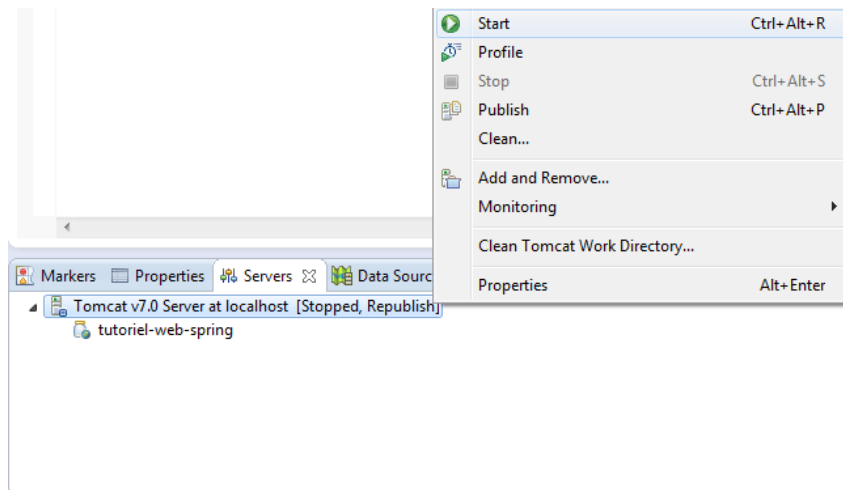 Start Ctrl+Alt+R
Profile
Stop Ctrl+Alt+S
Publish Ctrl+Alt+P
Clean...
Add and Remove...
Monitoring
Clean Tomcat Work Directory...
Properties Alt+Enter
Markers Properties Servers Data Sourc
Tomcat v7.0 Server at localhost [Stopped, Republish]
tutoriel-web-spring